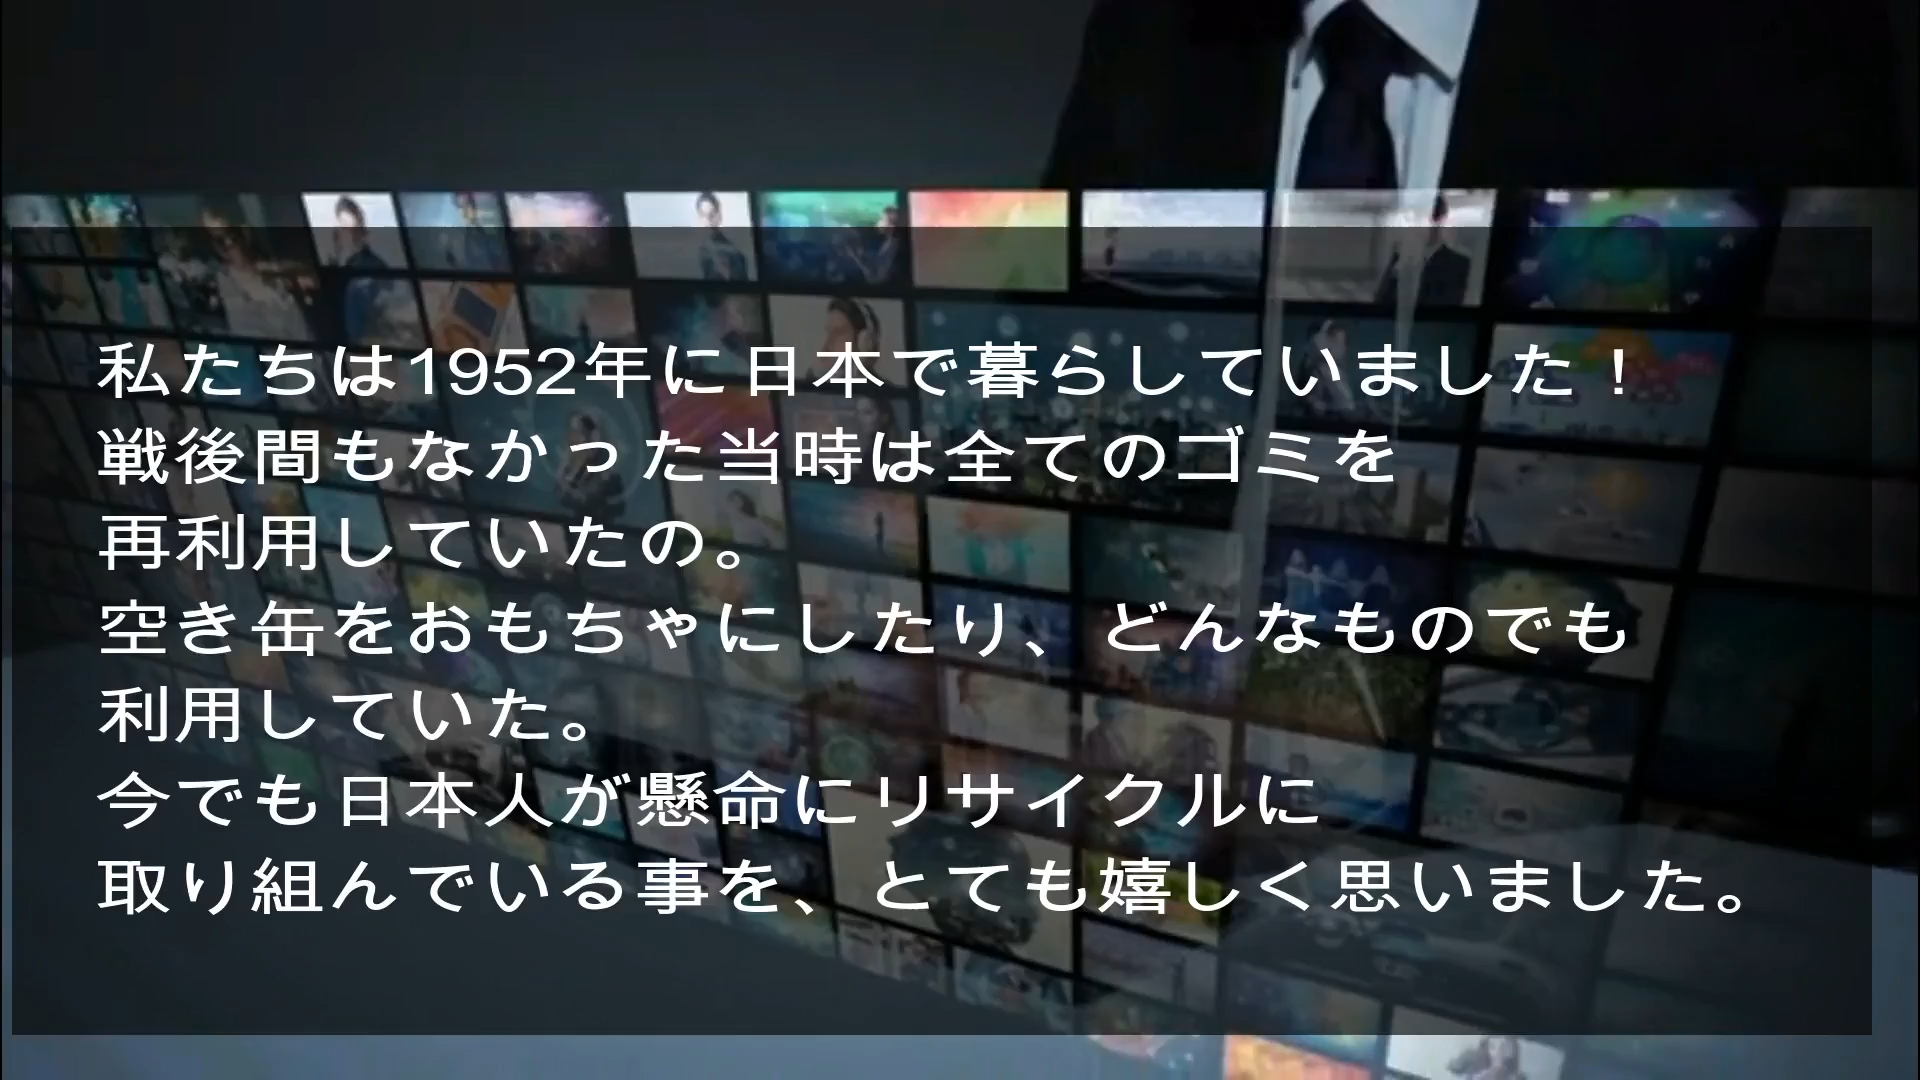 私たちは1952年に日本で暮らしていました！
戦後間もなかった当時は全てのゴミを
再利用していたの。
空き缶をおもちゃにしたり、どんなものでも
利用していた。
今でも日本人が懸命にリサイクルに
取り組んでいる事を、とても嬉しく思いました。